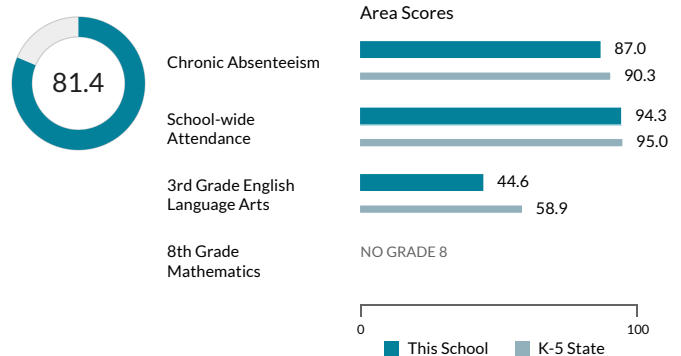 Area Scores
81.4
Chronic Absenteeism
87.0
90.3
School-wide
Attendance
94.3
95.0
3rd Grade English
Language Arts
44.6
58.9
8th Grade
Mathematics
NO GRADE 8
0
100
This School
K-5 State